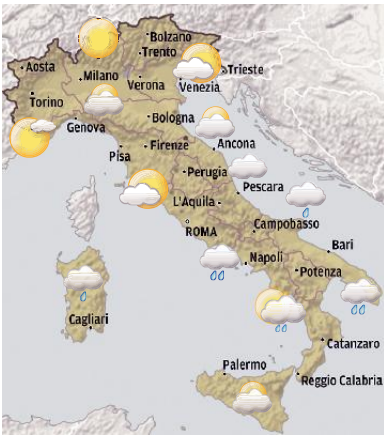 Bolzano
Trento
Aosta
Milano
Trieste
Verona
Venezia
Torino
Genova
Bologna
Pisa
Firenze
Ancona
Perugia
Pescara
L'Aquila
ROMA
Campobasso
Bari
Napoli
Potenza
Cagliari
Catanzaro
Palermo
Reggio Calabria